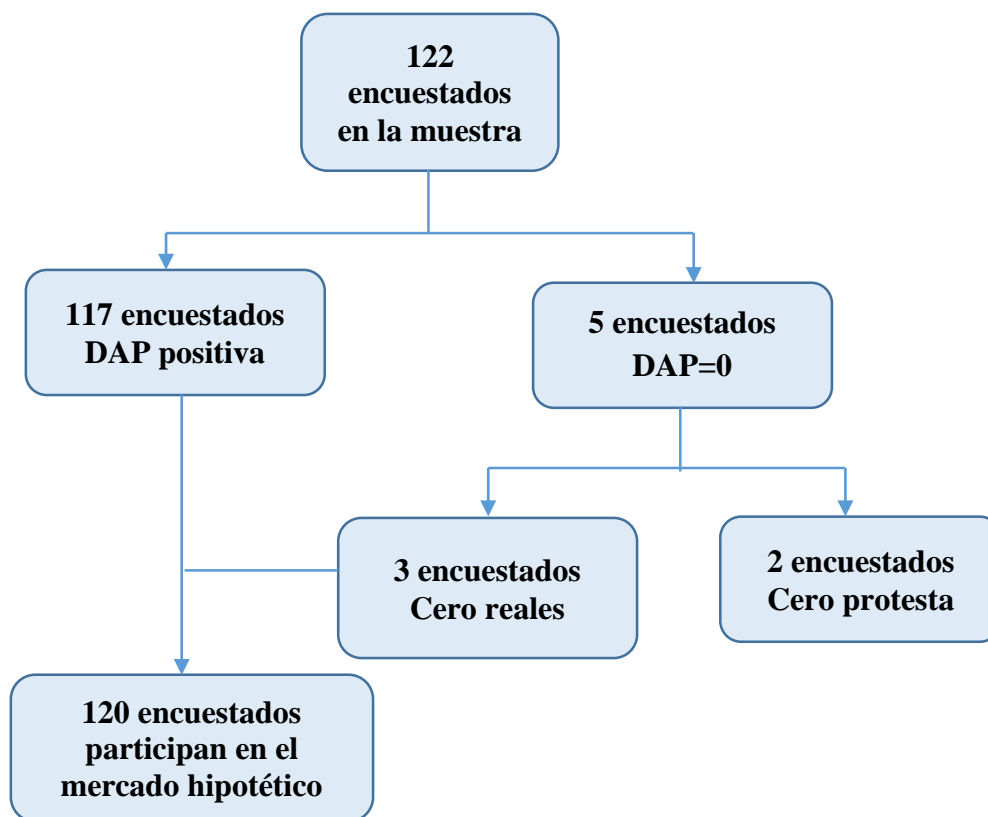 122
encuestados
en la muestra
117 encuestados
DAP positiva
5 encuestados
DAP=0
3 encuestados
Cero reales
2 encuestados
Cero protesta
120 encuestados
participan en el
mercado hipotético